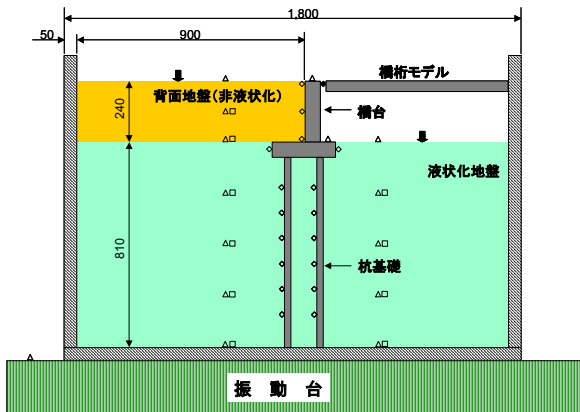 1,800
50
900
橋桁モデル
背面地盤(非液状化)
240
橋台
液状化地盤
810
杭基礎
振 動 台